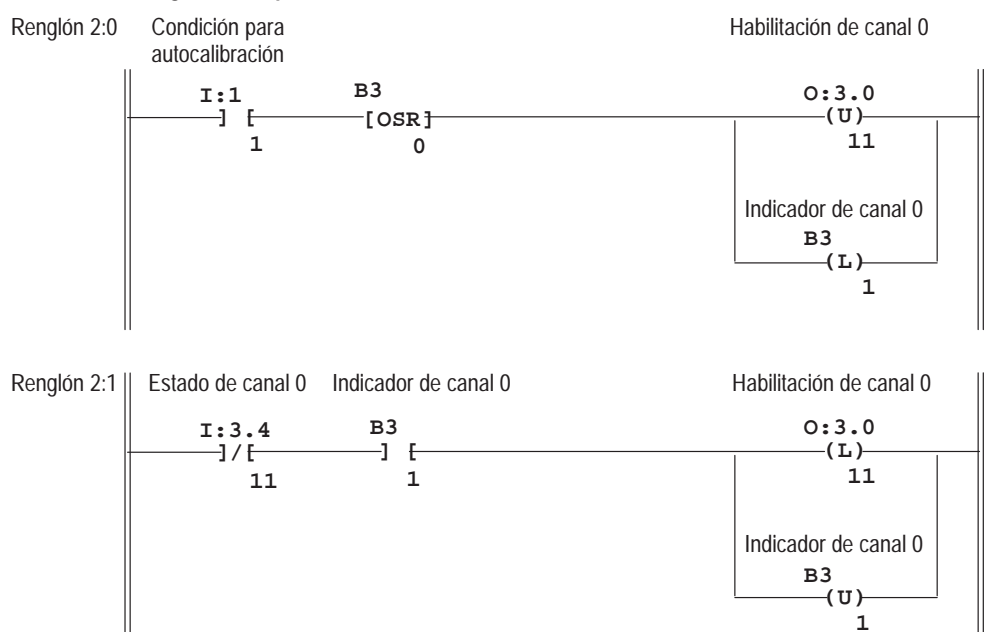 Renglón 2:0 Condición para autocalibración Habilitación de canal 0
I:1 B3 O:3.0
] [ [OSR] (U)
1 0 11
Indicador de canal 0
B3
(L)
1
Renglón 2:1 Estado de canal 0 Indicador de canal 0 Habilitación de canal 0
I:3.4 B3 O:3.0
]/[ ] [ (L)
11 1 11
Indicador de canal 0
B3
(U)
1